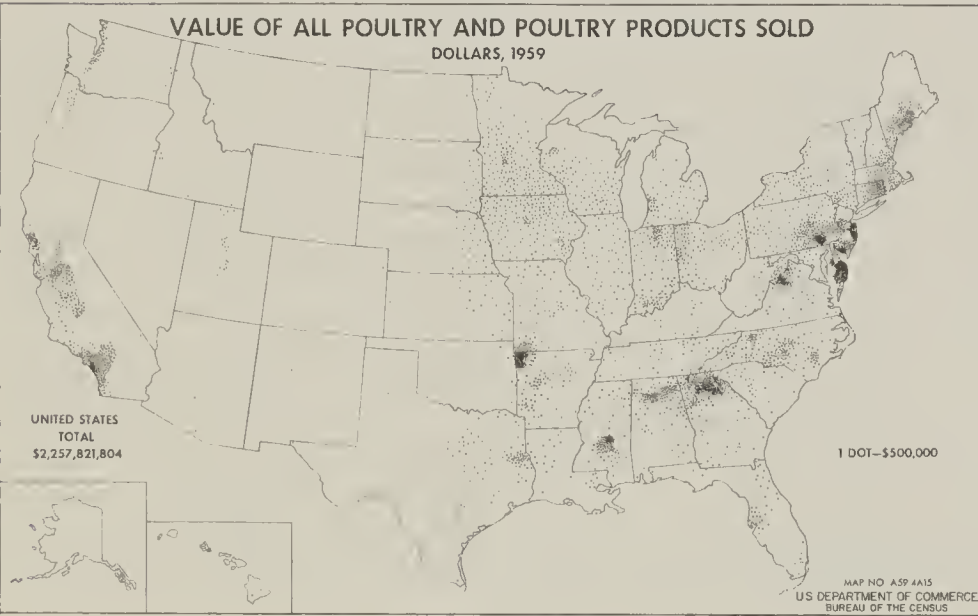 VALUE OF ALL POULTRY AND POULTRY PRODUCTS SOLD
DOLLARS, 1959
UNITED STATES
TOTAL
$2,257,821,804
1 DOT—$500,000
MAP NO A59 4A15
U S DEPARTMENT OF COMMERCE
BUREAU OF THE CENSUS